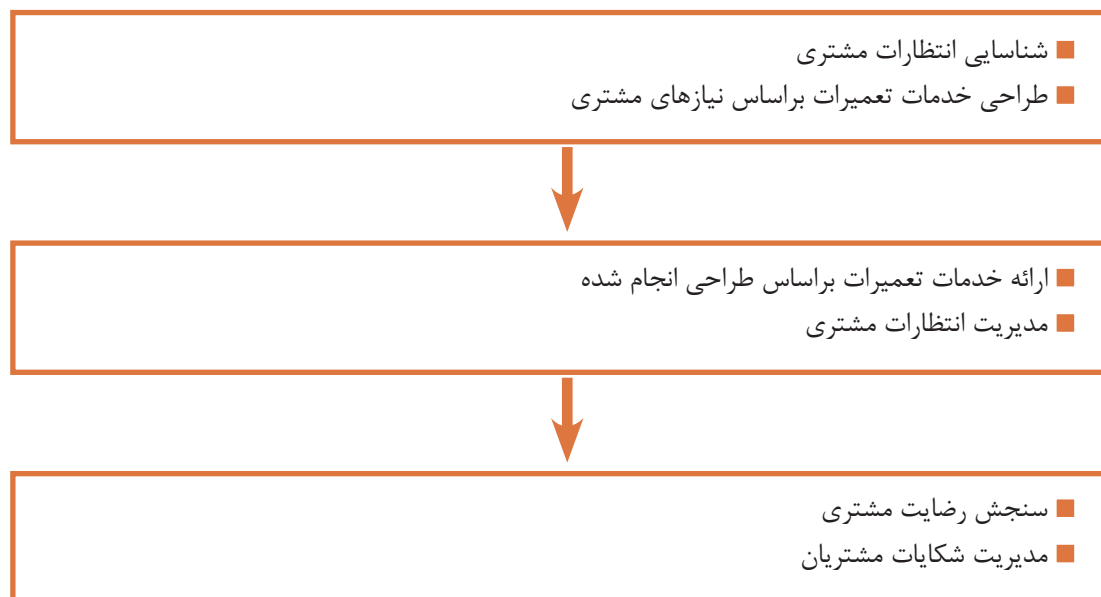 ■ شناسایی انتظارات مشتری
■ طراحی خدمات تعمیرات براساس نیازهای مشتری
■ ارائه خدمات تعمیرات براساس طراحی انجام شده
■ مدیریت انتظارات مشتری
■ سنجش رضایت مشتری
■ مدیریت شکایات مشتریان